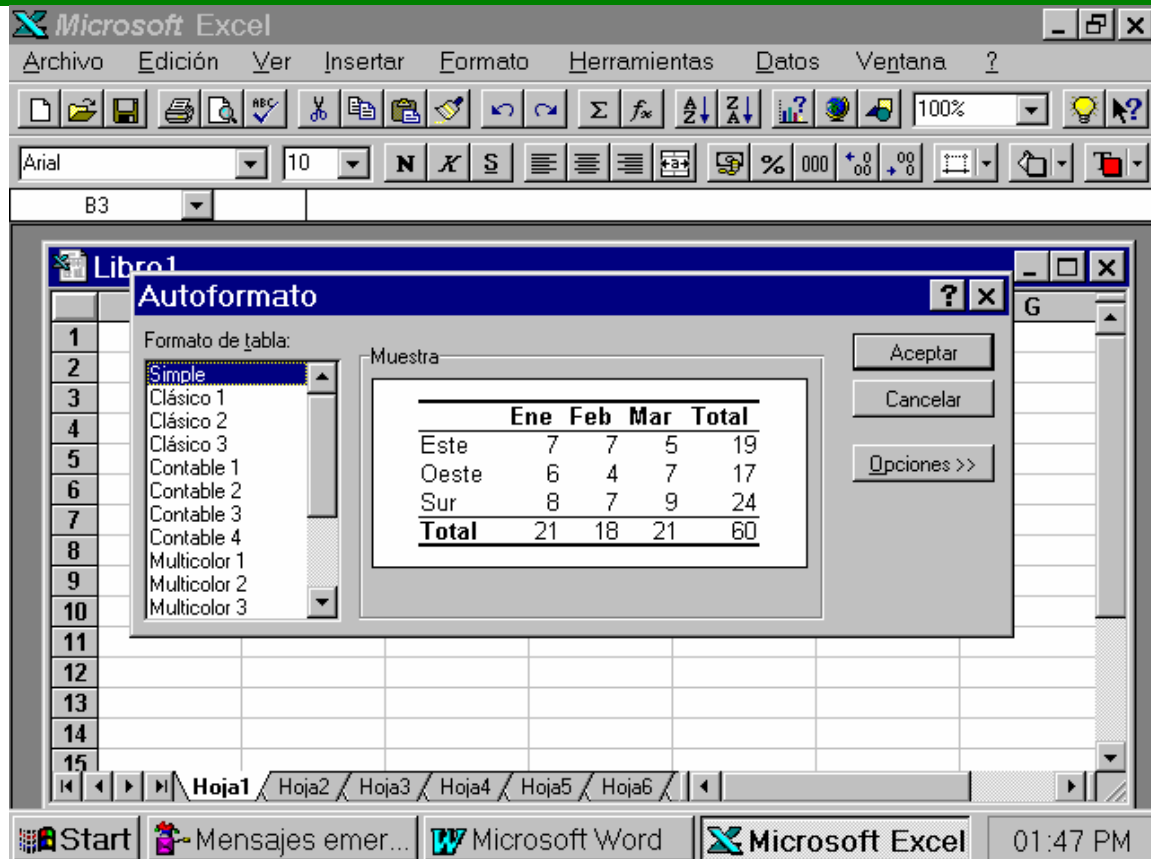 Microsoft Excel
Archivo Edición Ver Insertar Formato Herramientas Datos Ventana ?
ABC Σ fx A Z Z A 100% ?
Arial 10 N K S a % 000
B3
Libro1
Autoformato ?
G
Formato de tabla:
Simple
Clásico 1
Clásico 2
Clásico 3
Contable 1
Contable 2
Contable 3
Contable 4
Multicolor 1
Multicolor 2
Multicolor 3
Muestra
Ene Feb Mar Total
Este 7 7 5 19
Oeste 6 4 7 17
Sur 8 7 9 24
Total 21 18 21 60
Aceptar
Cancelar
Opciones >>
1
2
3
4
5
6
7
8
9
10
11
12
13
14
15
Hoja1 Hoja2 Hoja3 Hoja4 Hoja5 Hoja6
Start Mensajes emer... Microsoft Word Microsoft Excel 01:47 PM